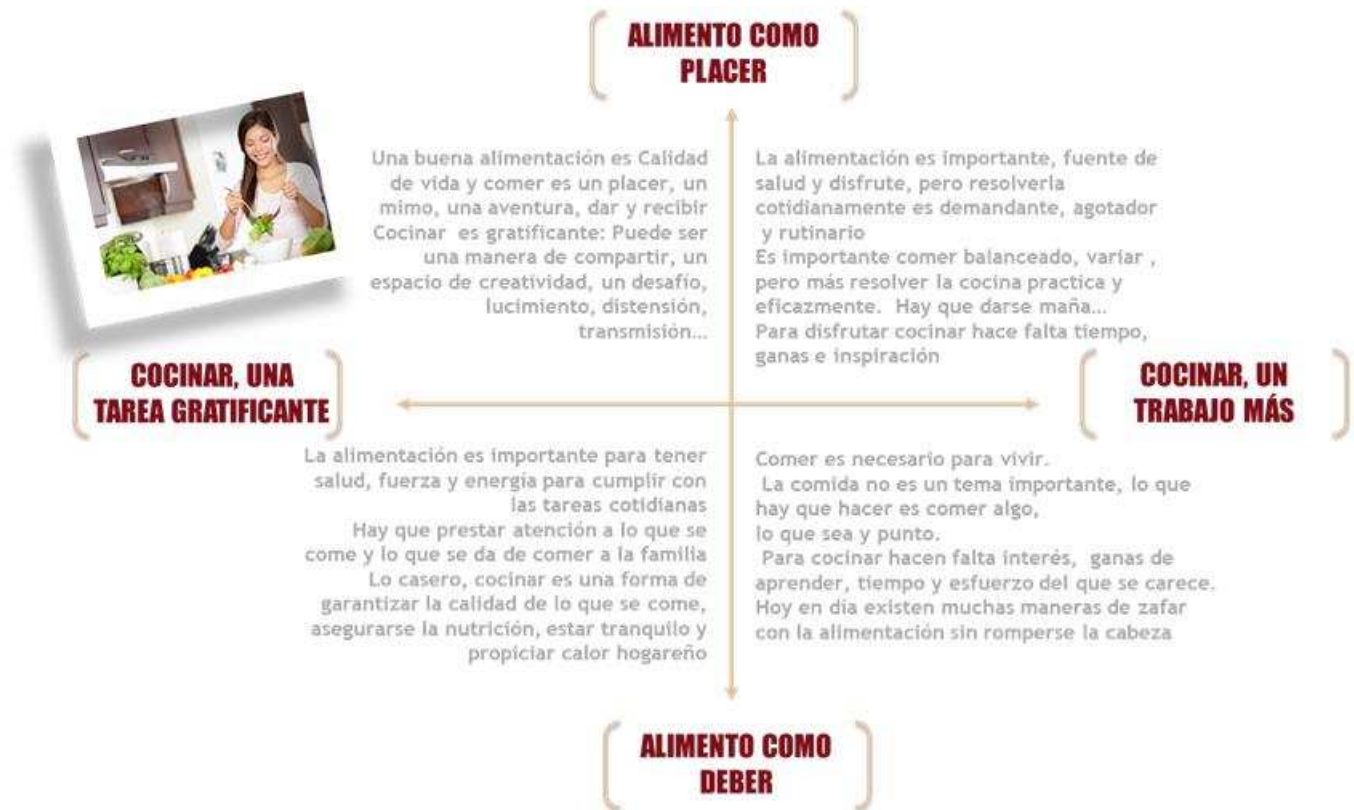 ALIMENTO COMO
PLACER
Una buena alimentación es Calidad
de vida y comer es un placer, un
mimo, una aventura, dar y recibir
Cocinar es gratificante: Puede ser
una manera de compartir, un
espacio de creatividad, un desafío,
lucimiento, distensión,
transmisión...
La alimentación es importante, fuente de
salud y disfrute, pero resolverla
cotidianamente es demandante, agotador
y rutinario
Es importante comer balanceado, variar ,
pero más resolver la cocina practica y
eficazmente. Hay que darse maña...
Para disfrutar cocinar hace falta tiempo,
ganas e inspiración
COCINAR, UNA
TAREA GRATIFICANTE
COCINAR, UN
TRABAJO MÁS
La alimentación es importante para tener
salud, fuerza y energía para cumplir con
las tareas cotidianas
Hay que prestar atención a lo que se
come y lo que se da de comer a la familia
Lo casero, cocinar es una forma de
garantizar la calidad de lo que se come,
asegurarse la nutrición, estar tranquilo y
propiciar calor hogareño
Comer es necesario para vivir.
La comida no es un tema importante, lo que
hay que hacer es comer algo,
lo que sea y punto.
Para cocinar hacen falta interés, ganas de
aprender, tiempo y esfuerzo del que se carece.
Hoy en día existen muchas maneras de zafar
con la alimentación sin romperse la cabeza
ALIMENTO COMO
DEBER